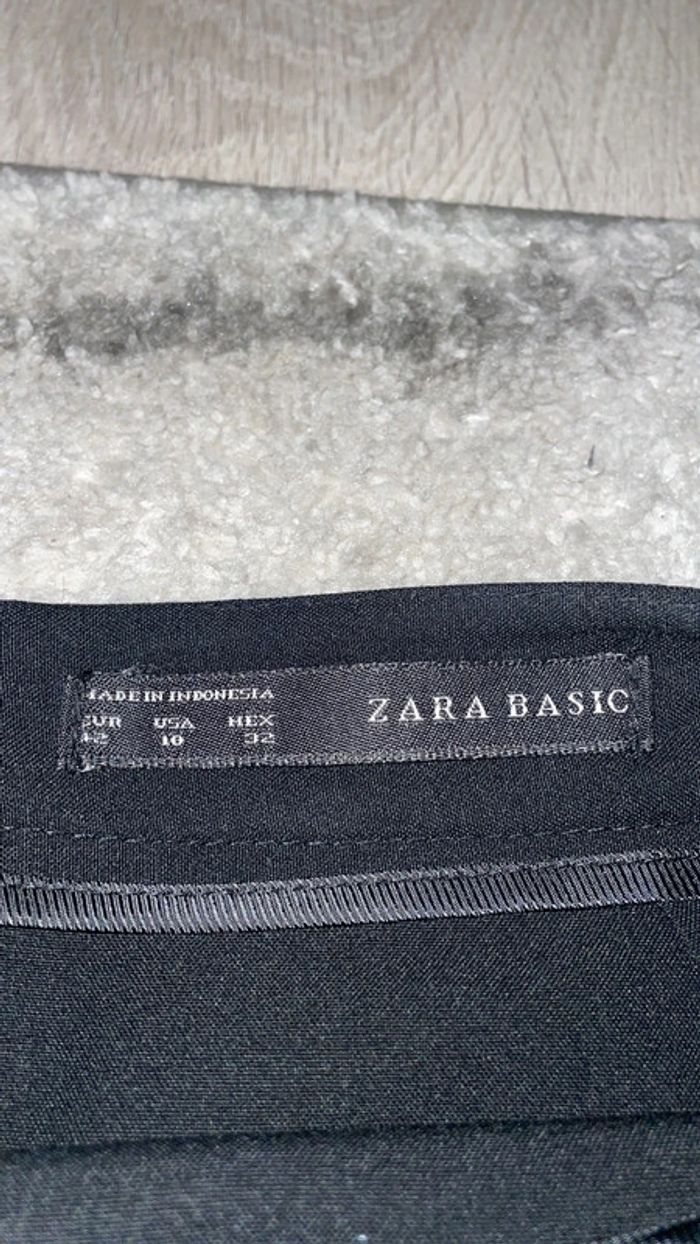 MADE IN INDONESIA
EUR USA MEX
42 10 32
ZARA BASIC